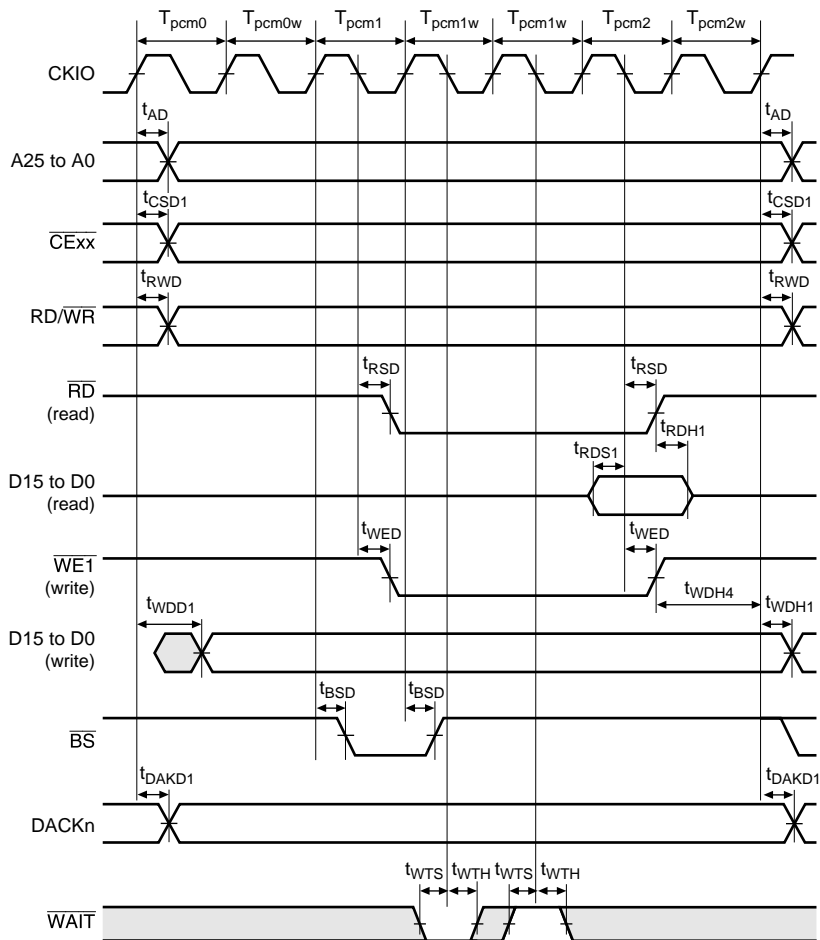 Tpcm0 Tpcm0w Tpcm1 Tpcm1w Tpcm1w Tpcm2 Tpcm2w
CKIO
tAD tAD
A25 to A0
tCSD1 tCSD1
CExx
tRWD tRWD
RD/WR
tRSD tRSD
RD
(read)
tRDH1
tRDS1
D15 to D0
(read)
tWED tWED
WE1
(write)
tWDH4
tWDD1 tWDH1
D15 to D0
(write)
tBSD tBSD
BS
tDAKD1 tDAKD1
DACKn
tWTS tWTH tWTS tWTH
WAIT